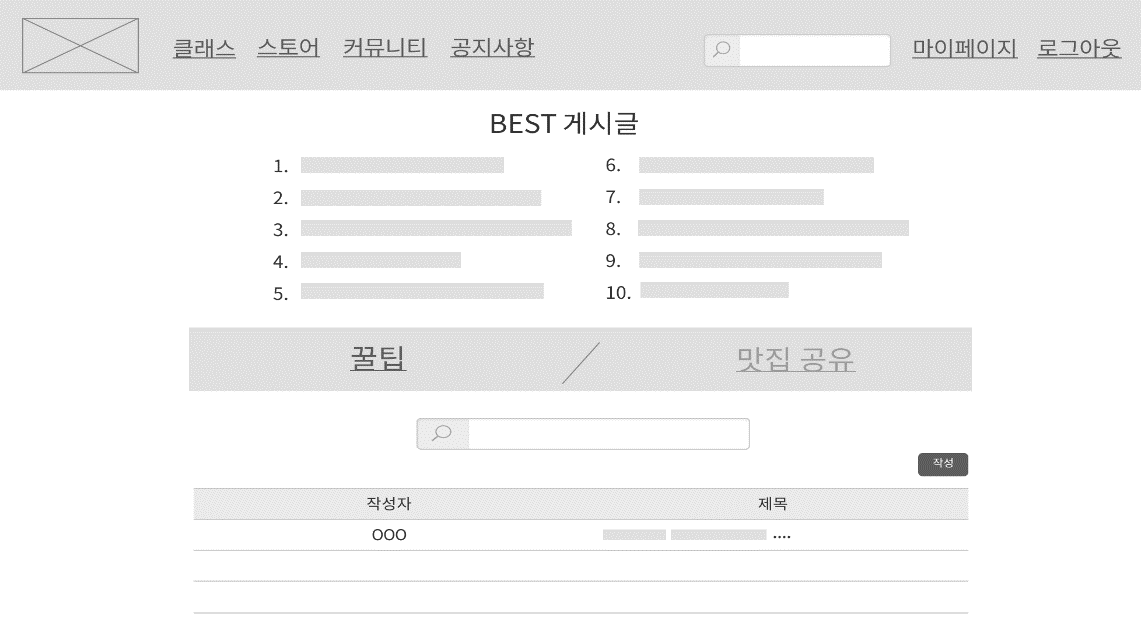 클래스 스토어 커뮤니티 공지사항 마이페이지 로그아웃
BEST 게시글
1.
2.
3.
4.
5.
6.
7.
8.
9.
10.
꿀팁 / 맛집 공유
작성
작성자 제목
OOO ....